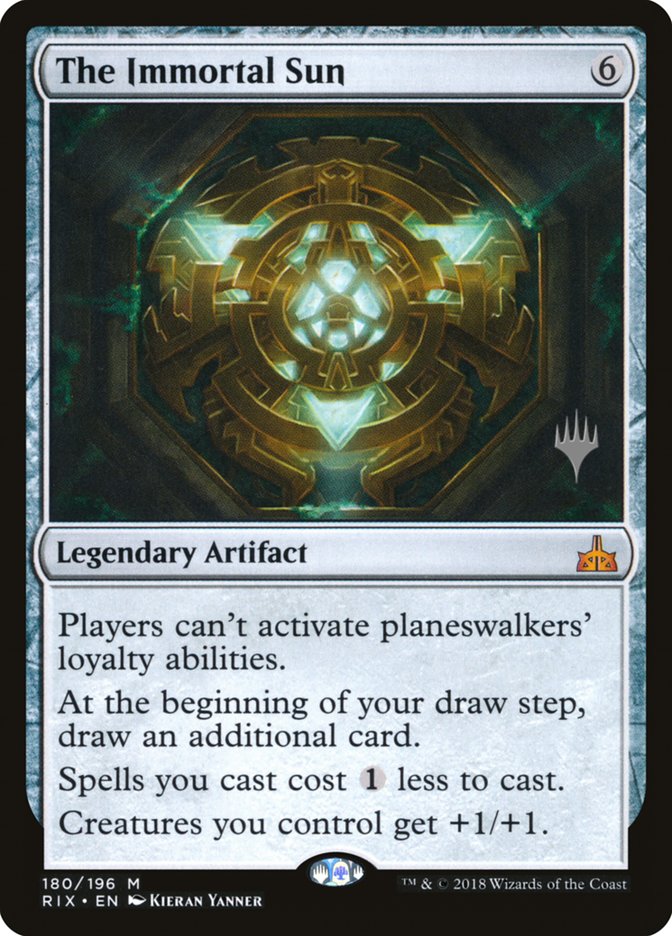 The Immortal Sun 6
Legendary Artifact
Players can't activate planeswalkers'
loyalty abilities.
At the beginning of your draw step,
draw an additional card.
Spells you cast cost 1 less to cast.
Creatures you control get +1/+1.
180/196 M
RIX • EN Kieran Yanner
™ & © 2018 Wizards of the Coast